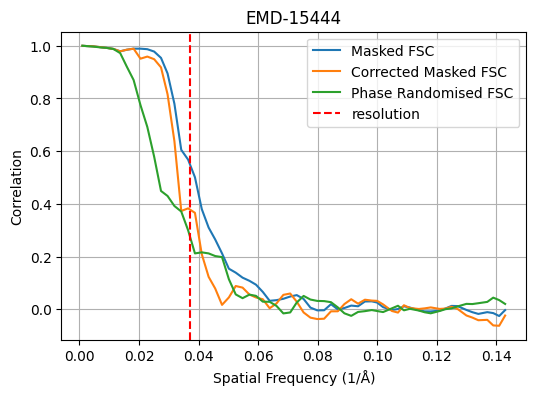 EMD-15444
Masked FSC
Corrected Masked FSC
Phase Randomised FSC
resolution
Correlation
1.0
0.8
0.6
0.4
0.2
0.0
0.00 0.02 0.04 0.06 0.08 0.10 0.12 0.14
Spatial Frequency (1/Å)